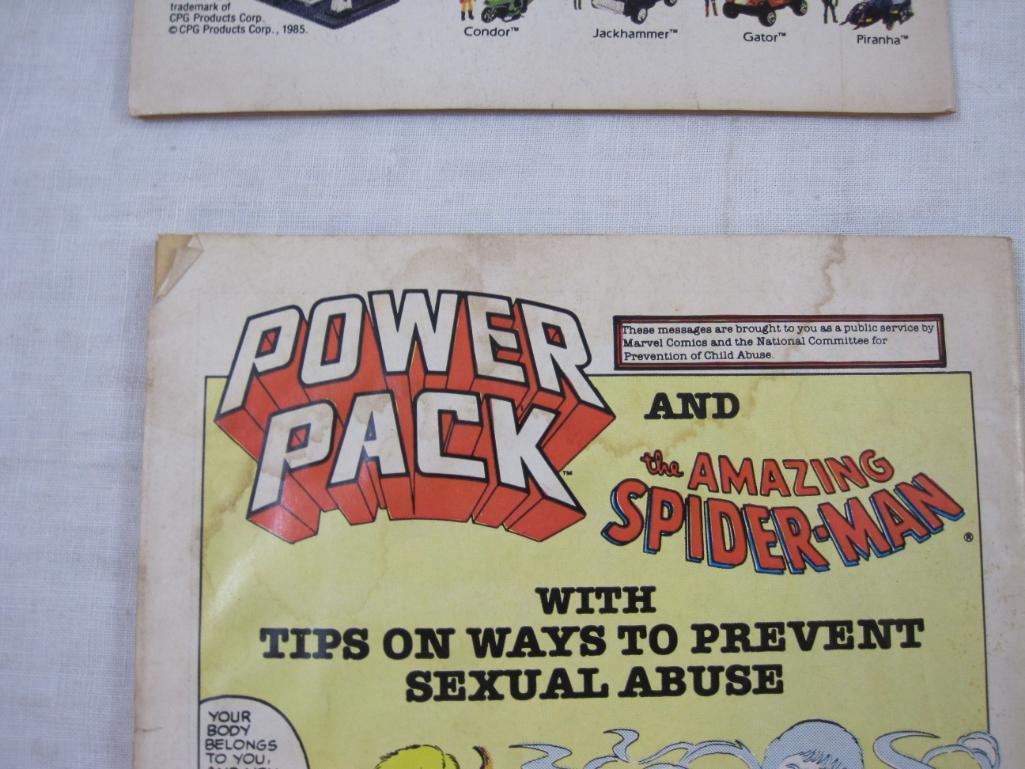 trademark of
CPG Products Corp.
© CPG Products Corp., 1985.
Condor™
Jackhammer™
Gator™
Piranha™
POWER
PACK™
These messages are brought to you as a public service by
Marvel Comics and the National Committee for
Prevention of Child Abuse.
AND
the AMAZING
SPIDER-MAN®
WITH
TIPS ON WAYS TO PREVENT
SEXUAL ABUSE
YOUR
BODY
BELONGS
TO YOU,